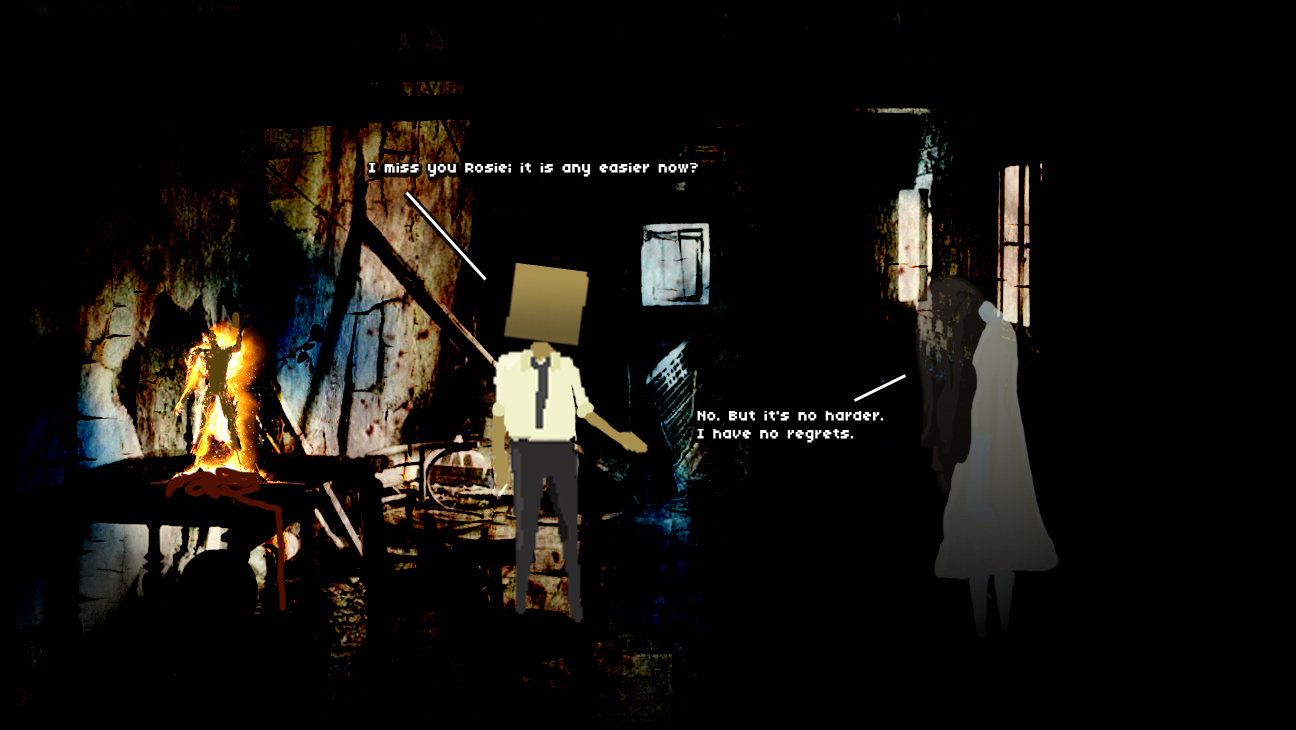 I miss you Rosie; it is any easier now?
No. But it's no harder.
I have no regrets.